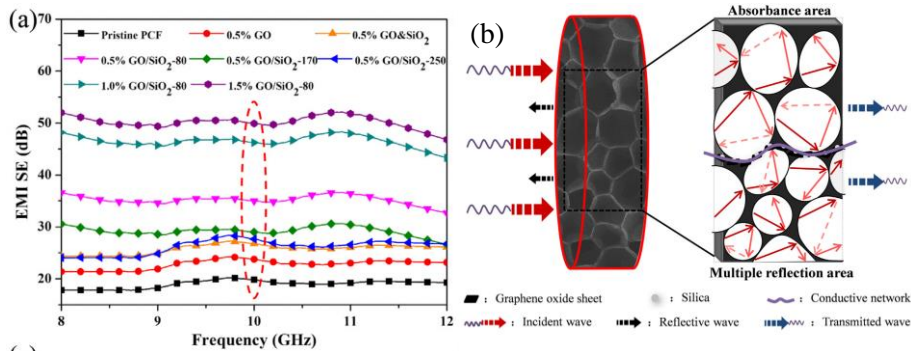 (a)
Pristine PCF 0.5% GO 0.5% GO&SiO2
0.5% GO/SiO2-80 0.5% GO/SiO2-170 0.5% GO/SiO2-250
1.0% GO/SiO2-80 1.5% GO/SiO2-80
EMI SE (dB)
70
60
50
40
30
20
8 9 10 11 12
Frequency (GHz)
(b)
Absorbance area
Multiple reflection area
: Graphene oxide sheet : Silica : Conductive network
: Incident wave : Reflective wave : Transmitted wave